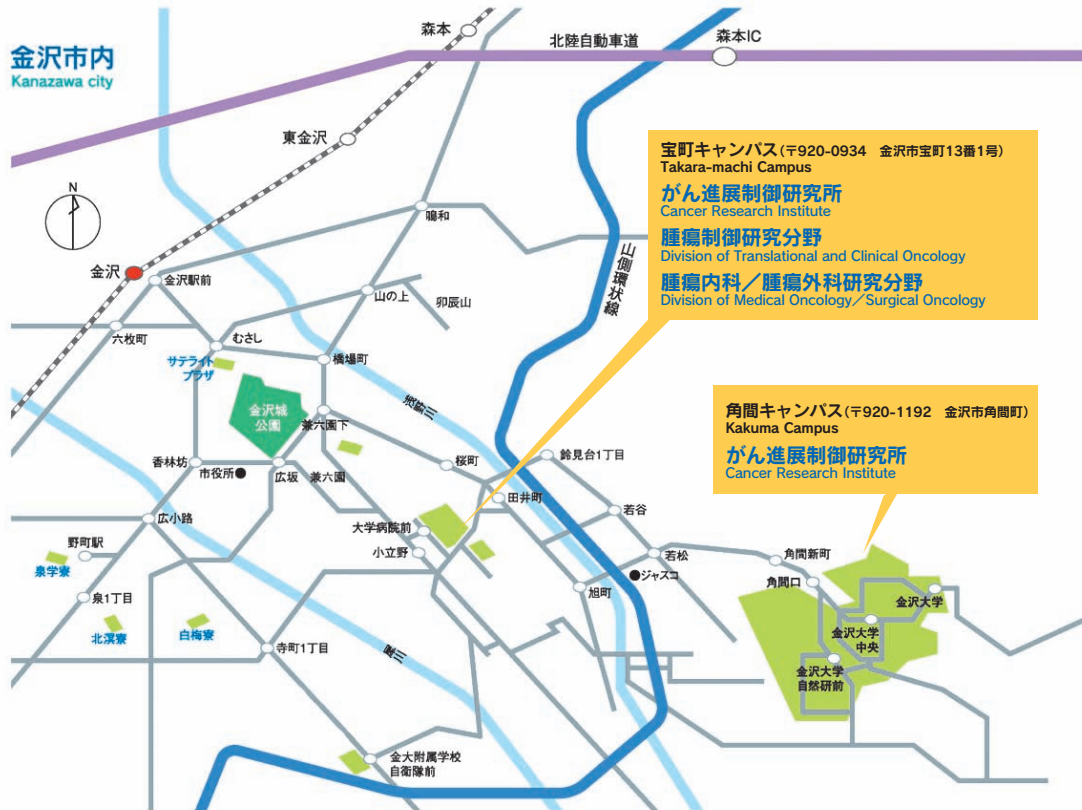 金沢市内
Kanazawa city
森本
北陸自動車道
森本IC
東金沢
N
鳴和
金沢
金沢駅前
山の上
卯辰山
山側環状線
六枚町
むさし
橋場町
サテライト
プラザ
金沢城
公園
兼六園下
浅野川
香林坊
市役所
広坂
兼六園
桜町
鈴見台1丁目
田井町
若谷
広小路
大学病院前
小立野
野町駅
泉学寮
泉1丁目
北溟寮
白梅寮
寺町1丁目
犀川
旭町
若松
ジャスコ
角間新町
角間口
金沢大学
金沢大学
中央
金沢大学
自然研前
金大附属学校
自衛隊前
宝町キャンパス(〒920-0934 金沢市宝町13番1号)
Takara-machi Campus
がん進展制御研究所
Cancer Research Institute
腫瘍制御研究分野
Division of Translational and Clinical Oncology
腫瘍内科／腫瘍外科研究分野
Division of Medical Oncology／Surgical Oncology
角間キャンパス(〒920-1192 金沢市角間町)
Kakuma Campus
がん進展制御研究所
Cancer Research Institute